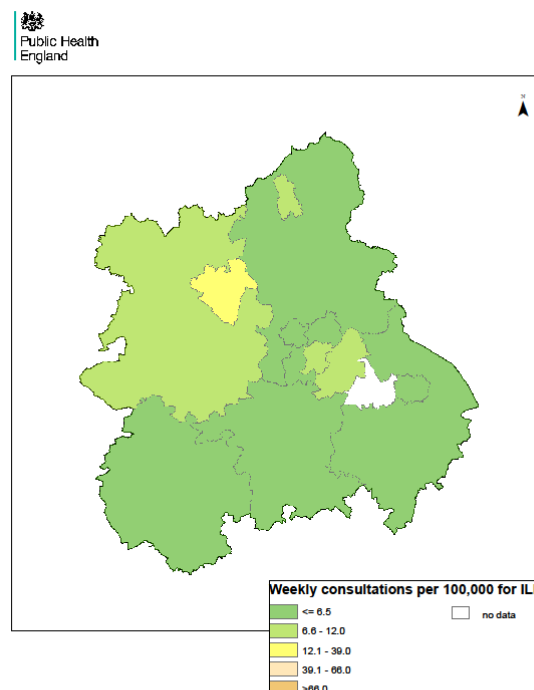 Public Health
England
N
Weekly consultations per 100,000 for IL
<= 6.5
no data
6.6 - 12.0
12.1 - 39.0
39.1 - 66.0
>66.0